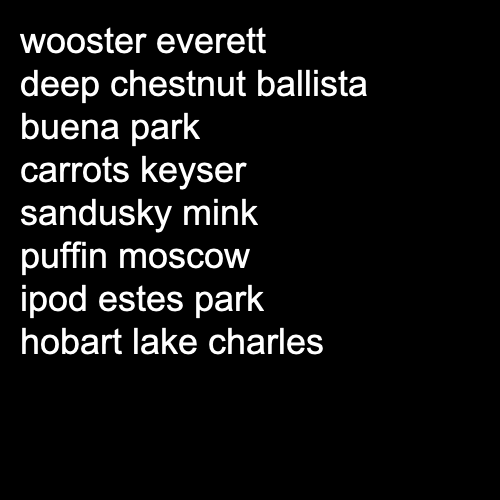 wooster everett
deep chestnut ballista
buena park
carrots keyser
sandusky mink
puffin moscow
ipod estes park
hobart lake charles